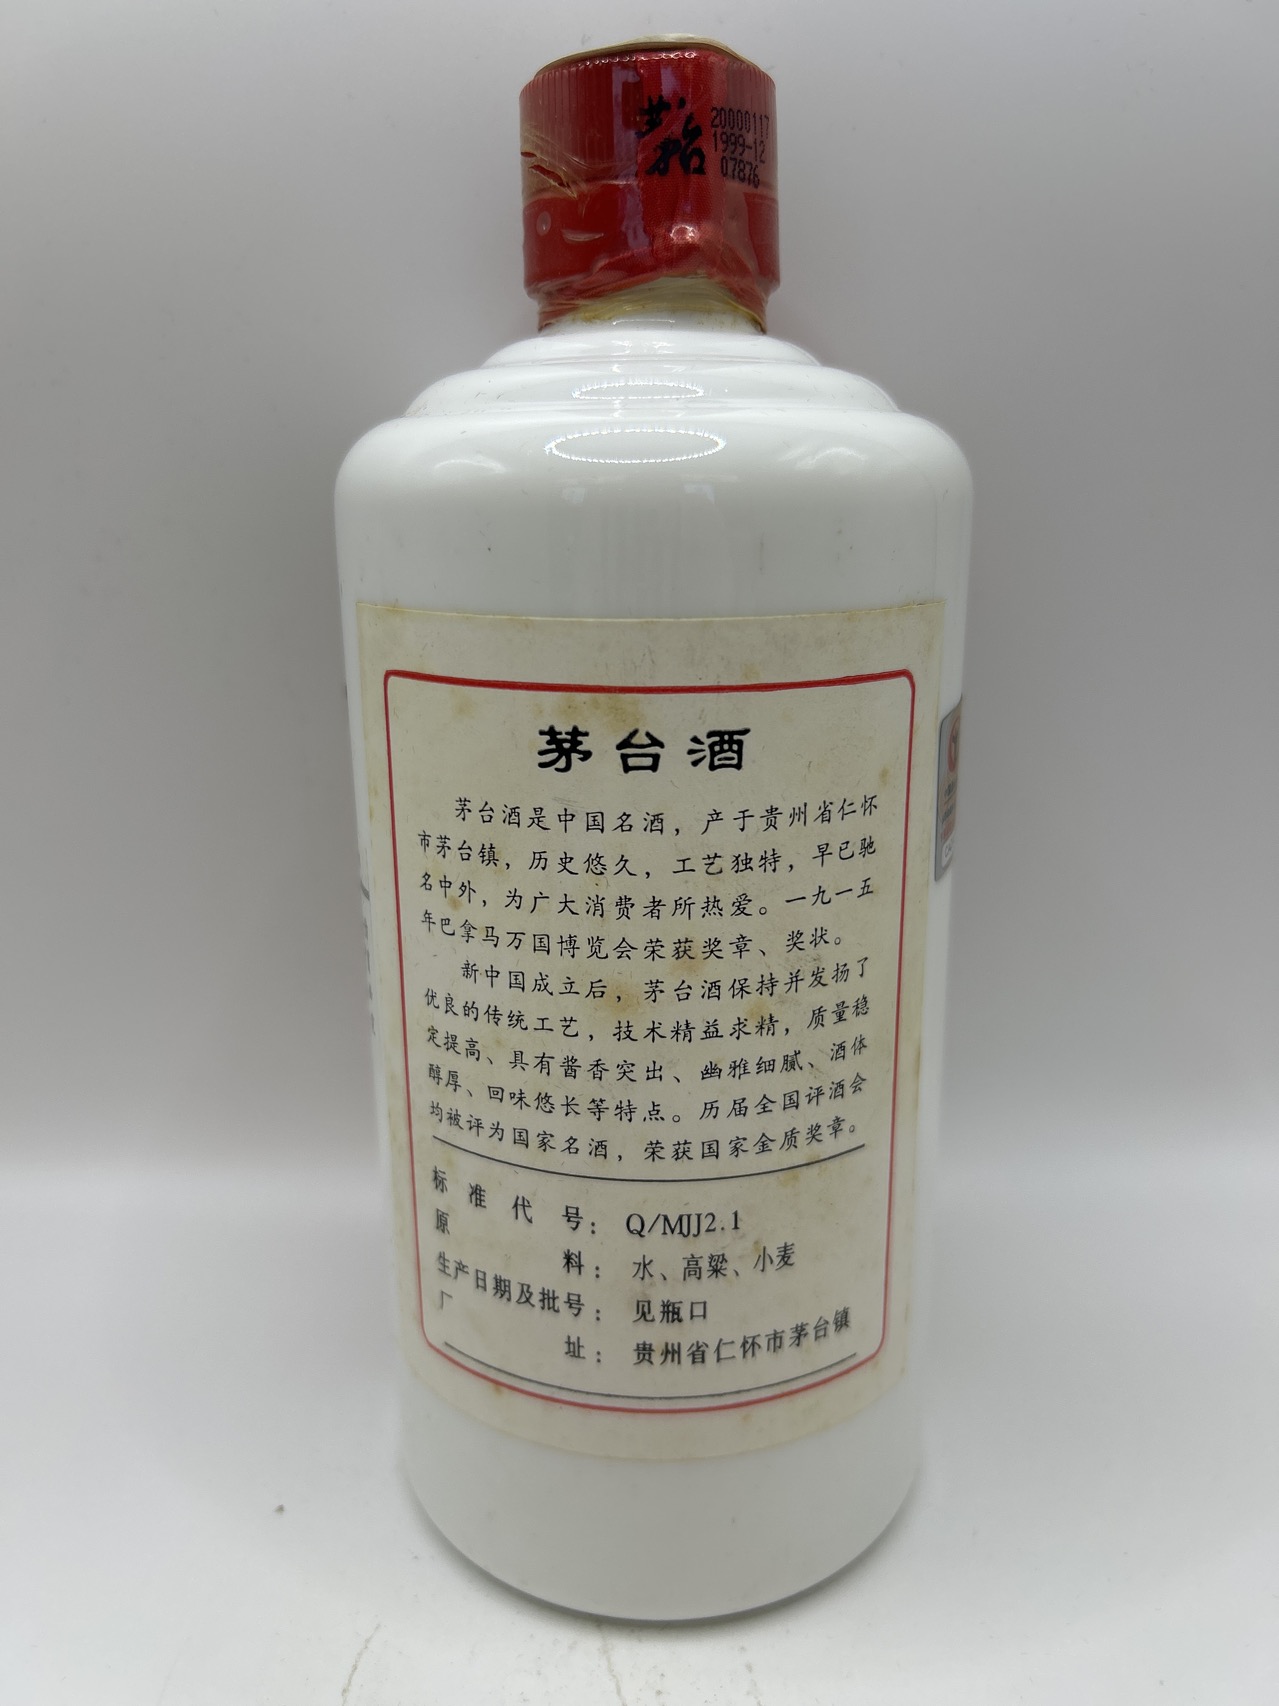 茅台
20000117
1999-12
07876
茅台酒
茅台酒是中国名酒，产于贵州省仁怀
市茅台镇，历史悠久，工艺独特，早已驰
名中外，为广大消费者所热爱。一九一五
年巴拿马万国博览会荣获奖章、奖状。
新中国成立后，茅台酒保持并发扬了
优良的传统工艺，技术精益求精，质量稳
定提高、具有酱香突出、幽雅细腻、酒体
醇厚、回味悠长等特点。历届全国评酒会
均被评为国家名酒，荣获国家金质奖章。
标准代号：Q/MJJ2.1
原料：水、高粱、小麦
生产日期及批号：见瓶口
厂址：贵州省仁怀市茅台镇